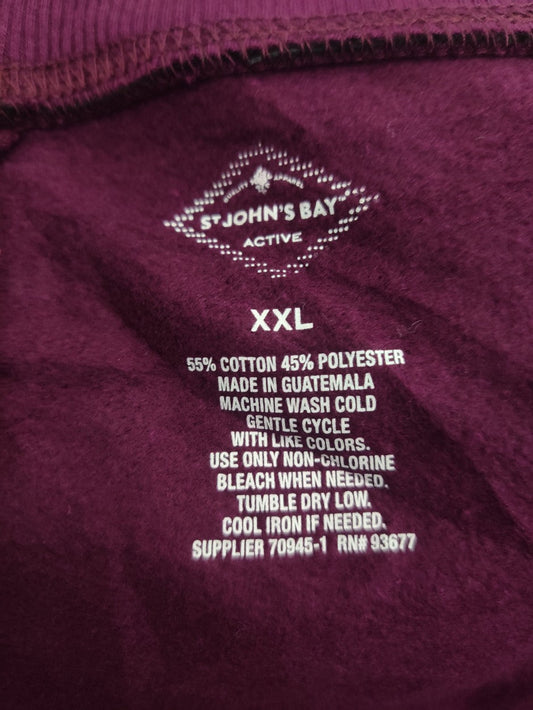 QUALITY APPAREL
ST JOHN'S BAY
ACTIVE
XXL
55% COTTON 45% POLYESTER
MADE IN GUATEMALA
MACHINE WASH COLD
GENTLE CYCLE
WITH LIKE COLORS.
USE ONLY NON-CHLORINE
BLEACH WHEN NEEDED.
TUMBLE DRY LOW.
COOL IRON IF NEEDED.
SUPPLIER 70945-1 RN# 93677